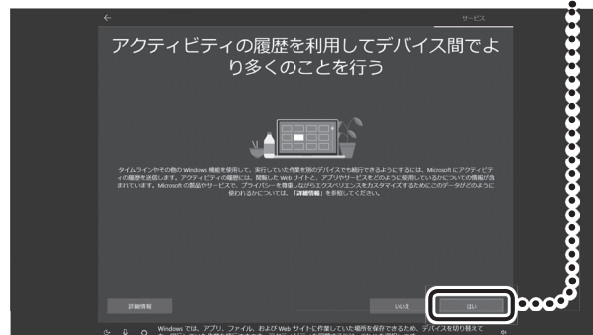 サービス
アクティビティの履歴を利用してデバイス間でよ
り多くのことを行う
タイムラインやその他の Windows 機能を使用して、実行していた作業を別のデバイスでも続行できるようにするには、Microsoft にアクティビティ
の履歴を送信します。アクティビティの履歴には、閲覧した Web サイトと、アプリやサービスをどのように使用しているかについての情報が含
まれています。Microsoft の製品やサービスで、プライバシーを尊重しながらエクスペリエンスをカスタマイズするためにこのデータがどのように
使われるかについては、「詳細情報」を参照してください。
詳細情報
いいえ
はい
Windows では、アプリ、ファイル、および Web サイトに作業していた場所を保存できるため、デバイスを切り替えて